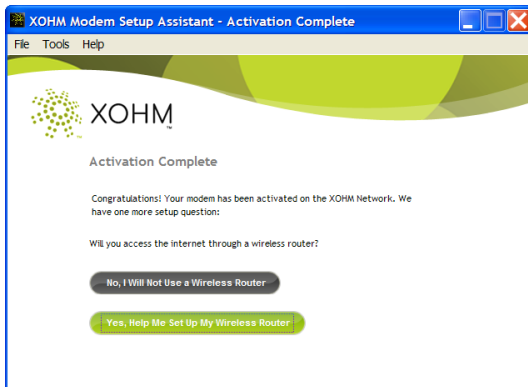 XOHM Modem Setup Assistant - Activation Complete
File Tools Help
XOHM™
Activation Complete
Congratulations! Your modem has been activated on the XOHM Network. We
have one more setup question:
Will you access the internet through a wireless router?
No, I Will Not Use a Wireless Router
Yes, Help Me Set Up My Wireless Router